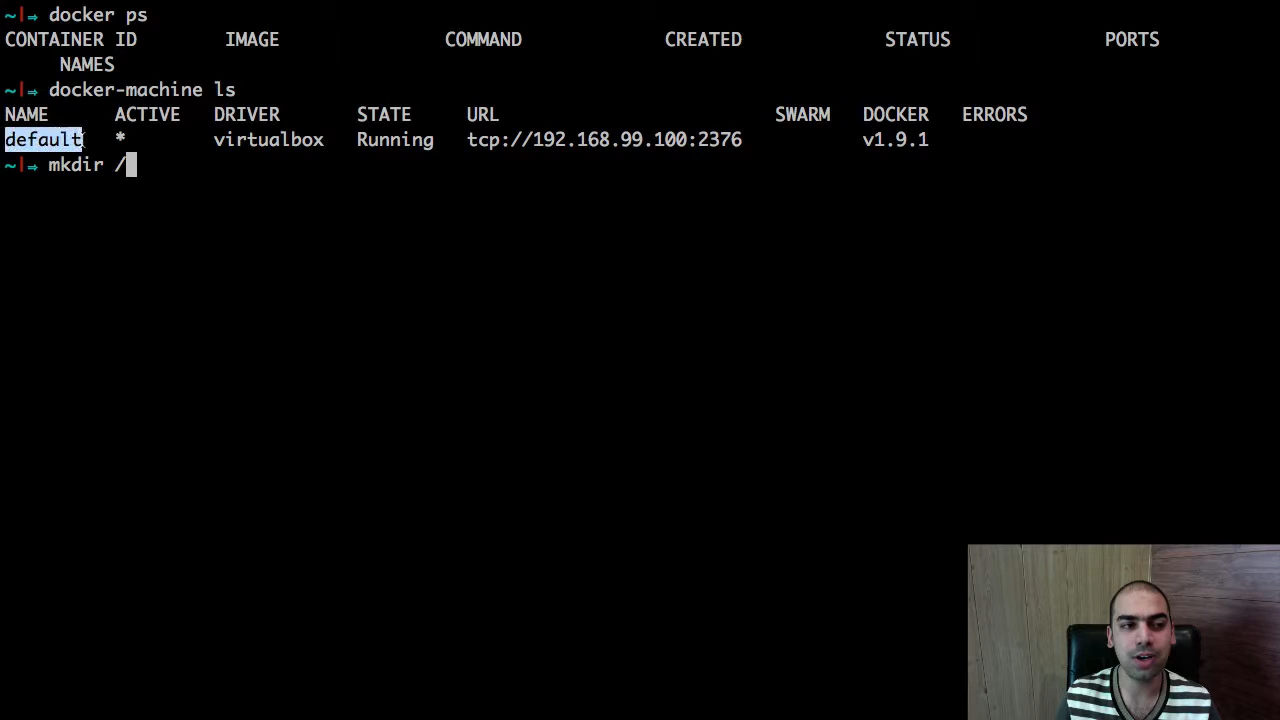 ~|⇒ docker ps
CONTAINER ID IMAGE COMMAND CREATED STATUS PORTS
NAMES
~|⇒ docker-machine ls
NAME ACTIVE DRIVER STATE URL SWARM DOCKER ERRORS
default * virtualbox Running tcp://192.168.99.100:2376 v1.9.1
~|⇒ mkdir /